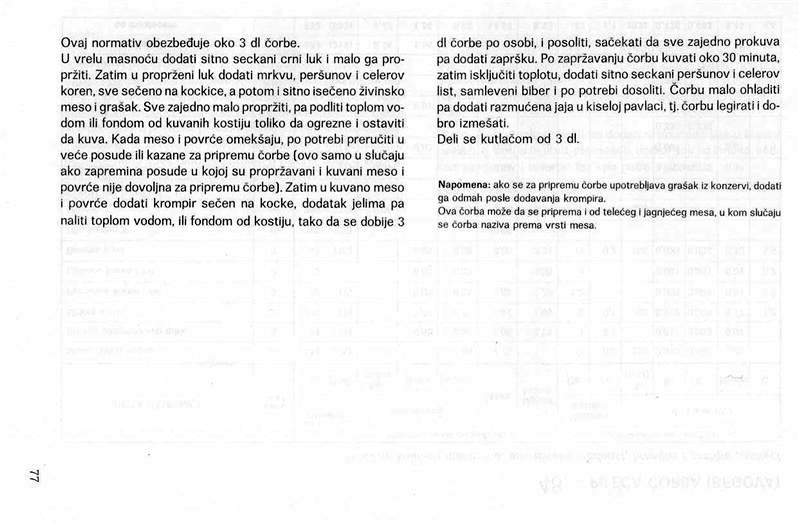 Ovaj normativ obezbeđuje oko 3 dl čorbe.
U vrelu masnoću dodati sitno seckani crni luk i malo ga pro-
pržiti. Zatim u proprženi luk dodati mrkvu, peršunov i celerov
koren, sve sečeno na kockice, a potom i sitno isečeno živinsko
meso i grašak. Sve zajedno malo propržiti, pa podliti toplom vo-
dom ili fondom od kuvanih kostiju toliko da ogrezne i ostaviti
da kuva. Kada meso i povrće omekšaju, po potrebi preručiti u
veće posude ili kazane za pripremu čorbe (ovo samo u slučaju
ako zapremina posude u kojoj su propržavani i kuvani meso i
povrće nije dovoljna za pripremu čorbe). Zatim u kuvano meso
i povrće dodati krompir sečen na kocke, dodatak jelima pa
naliti toplom vodom, ili fondom od kostiju, tako da se dobije 3
dl čorbe po osobi, i posoliti, sačekati da sve zajedno prokuva
pa dodati zapršku. Po zapržavanju čorbu kuvati oko 30 minuta,
zatim isključiti toplotu, dodati sitno seckani peršunov i celerov
list, samleveni biber i po potrebi dosoliti. Čorbu malo ohladiti
pa dodati razmućena jaja u kiseloj pavlaci, tj. čorbu legirati i do-
bro izmešati.
Deli se kutlačom od 3 dl.
Napomena: ako se za pripremu čorbe upotrebljava grašak iz konzervi, dodati
ga odmah posle dodavanja krompira.
Ova čorba može da se priprema i od telećeg i jagnjećeg mesa, u kom slučaju
se čorba naziva prema vrsti mesa.
77